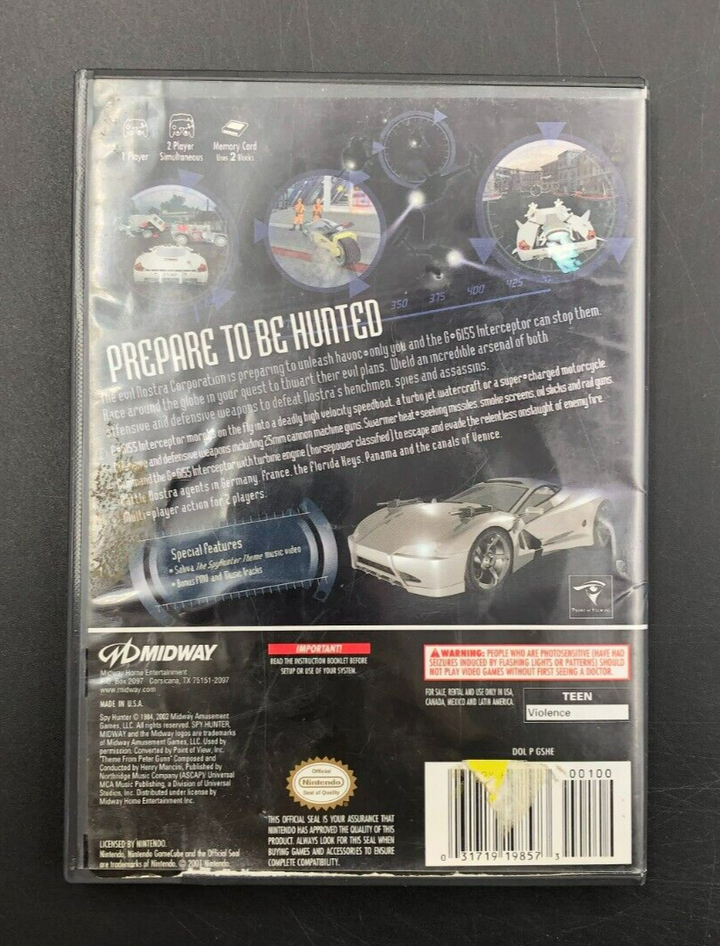 1 Player
2 Player
Simultaneous
Memory Card
Uses 2 Blocks
350 375 400 425
PREPARE TO BE HUNTED
The evil Nostra Corporation is preparing to unleash havoc • only you and the G•6155 Interceptor can stop them.
Race around the globe in your quest to thwart their evil plans. Wield an incredible arsenal of both
offensive and defensive weapons to defeat Nostra's henchmen, spies and assassins.
G•6155 Interceptor morphs on the fly into a deadly high velocity speedboat, a turbo jet watercraft or a super•charged motorcycle
and defensive weapons including 25mm cannon machine guns. Swarmer heat•seeking missiles, smoke screens, oil slicks and rail guns.
the G•6155 Interceptor with turbine engine (horsepower classified) to escape and evade the relentless onslaught of enemy fire.
Battle Nostra agents in Germany, France, the Florida Keys, Panama and the canals of Venice.
Multi•player action for 2 players.
Special Features
• Saliva The SpyHunter Theme music video
• Bonus FMV and Music Tracks
MIDWAY
Midway Home Entertainment
P.O. Box 2097 Corsicana, TX 75151-2097
www.midway.com
MADE IN U.S.A.
Spy Hunter © 1984, 2002 Midway Amusement
Games, LLC. All rights reserved. SPY HUNTER,
MIDWAY and the Midway logos are trademarks
of Midway Amusement Games, LLC. Used by
permission. Converted by Point of View, Inc.
"Theme From Peter Gunn" Composed and
Conducted by Henry Mancini, Published by
Northridge Music Company (ASCAP)/ Universal
MCA Music Publishing, a Division of Universal
Studios, Inc. Distributed under license by
Midway Home Entertainment Inc.
LICENSED BY NINTENDO.
Nintendo, Nintendo GameCube and the Official Seal
are trademarks of Nintendo. © 2001 Nintendo.
IMPORTANT!
READ THE INSTRUCTION BOOKLET BEFORE
SETUP OR USE OF YOUR SYSTEM.
Official
Nintendo
Seal of Quality
THIS OFFICIAL SEAL IS YOUR ASSURANCE THAT
NINTENDO HAS APPROVED THE QUALITY OF THIS
PRODUCT. ALWAYS LOOK FOR THIS SEAL WHEN
BUYING GAMES AND ACCESSORIES TO ENSURE
COMPLETE COMPATIBILITY.
Point of View, Inc.
WARNING: PEOPLE WHO ARE PHOTOSENSITIVE (HAVE HAD
SEIZURES INDUCED BY FLASHING LIGHTS OR PATTERNS) SHOULD
NOT PLAY VIDEO GAMES WITHOUT FIRST SEEING A DOCTOR.
FOR SALE, RENTAL AND USE ONLY IN USA,
CANADA, MEXICO AND LATIN AMERICA.
TEEN
Violence
DOL P GSHE
00100
0 31719 19857 3